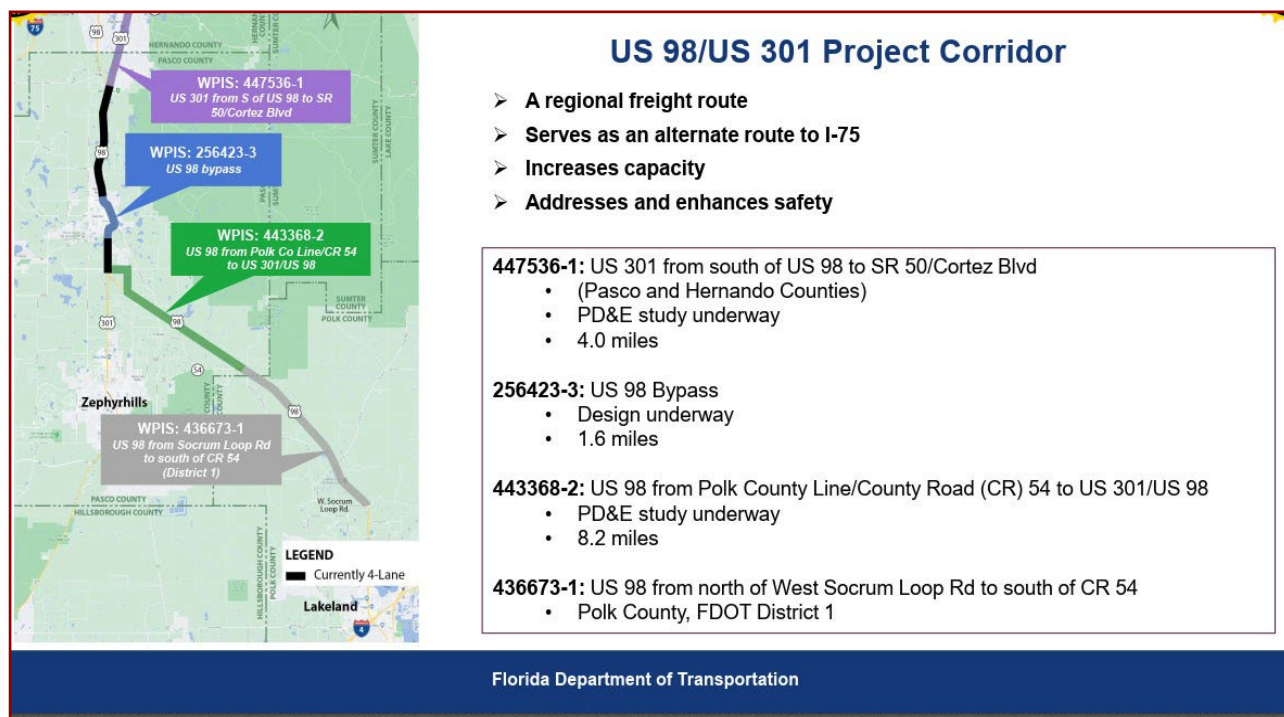 US 98/US 301 Project Corridor
➢ A regional freight route
➢ Serves as an alternate route to I-75
➢ Increases capacity
➢ Addresses and enhances safety
447536-1: US 301 from south of US 98 to SR 50/Cortez Blvd
• (Pasco and Hernando Counties)
• PD&E study underway
• 4.0 miles
256423-3: US 98 Bypass
• Design underway
• 1.6 miles
443368-2: US 98 from Polk County Line/County Road (CR) 54 to US 301/US 98
• PD&E study underway
• 8.2 miles
436673-1: US 98 from north of West Socrum Loop Rd to south of CR 54
• Polk County, FDOT District 1
75
98
301
HERNANDO COUNTY
PASCO COUNTY
WPIS: 447536-1
US 301 from S of US 98 to SR
50/Cortez Blvd
SUMTER COUNTY
LAKE COUNTY
98
WPIS: 256423-3
US 98 bypass
WPIS: 443368-2
US 98 from Polk Co Line/CR 54
to US 301/US 98
SUMTER
COUNTY
POLK COUNTY
301
98
54
Zephyrhills
98
WPIS: 436673-1
US 98 from Socrum Loop Rd
to south of CR 54
(District 1)
W. Socrum
Loop Rd.
PASCO COUNTY
HILLSBOROUGH COUNTY
HILLSBOROUGH COUNTY
POLK COUNTY
LEGEND
Currently 4-Lane
Lakeland
4
Florida Department of Transportation